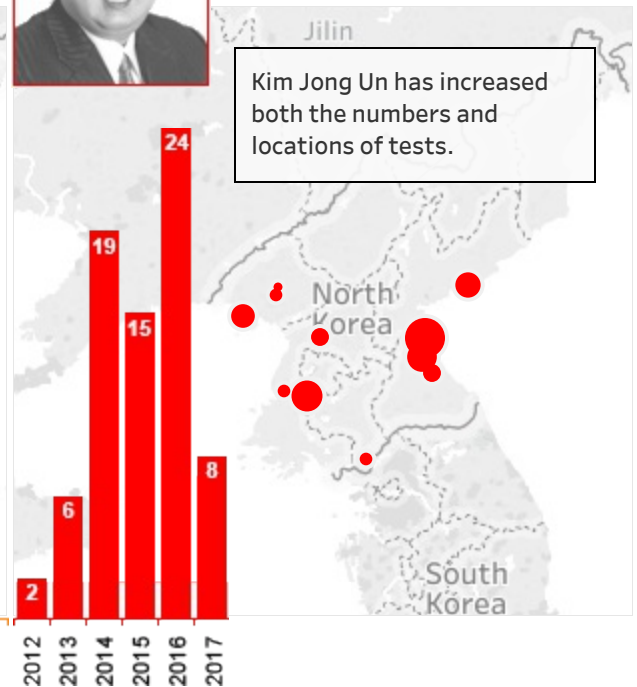 Jilin
Kim Jong Un has increased
both the numbers and
locations of tests.
24
19
15
8
6
2
North
Korea
South
Korea
2012
2013
2014
2015
2016
2017